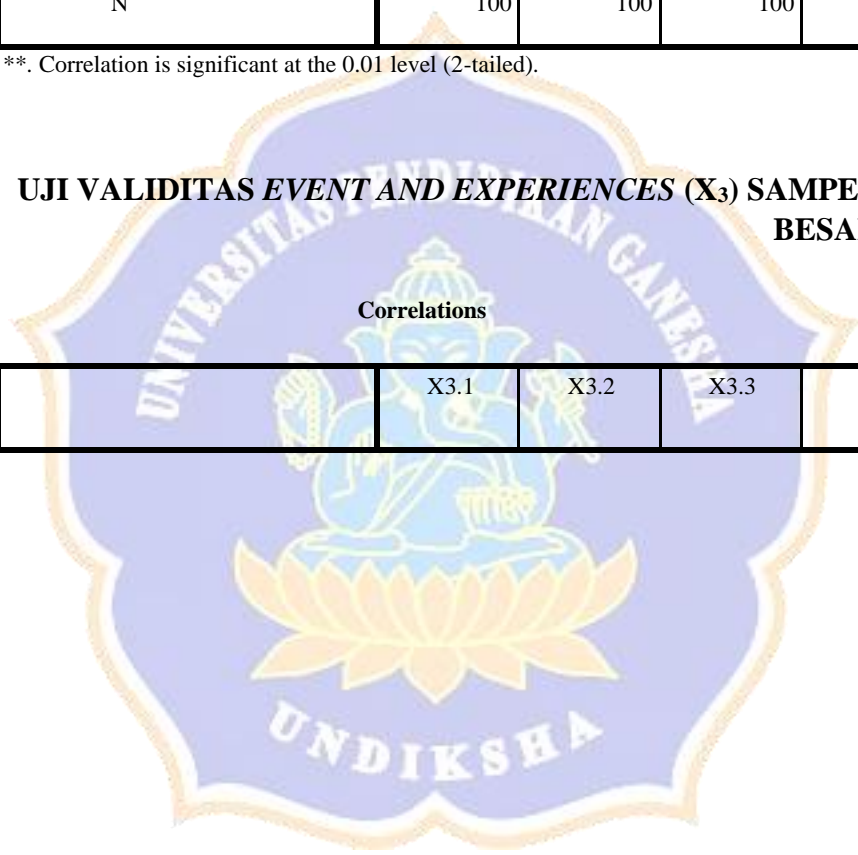 N 100 100 100
**. Correlation is significant at the 0.01 level (2-tailed).
UJI VALIDITAS EVENT AND EXPERIENCES (X₃) SAMPE
BESA
Correlations
X3.1 X3.2 X3.3
UNIVERSITAS PENDIDIKAN GANESHA
UNDIKSHA